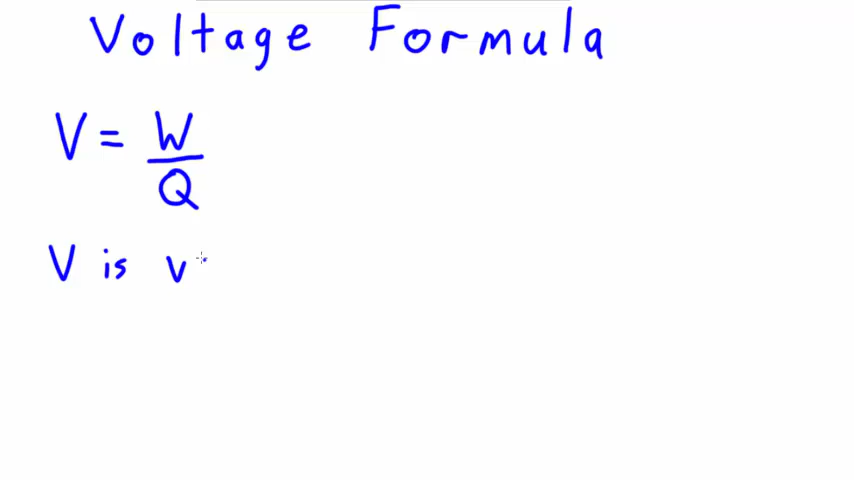 Voltage Formula
V = W/Q
V is v